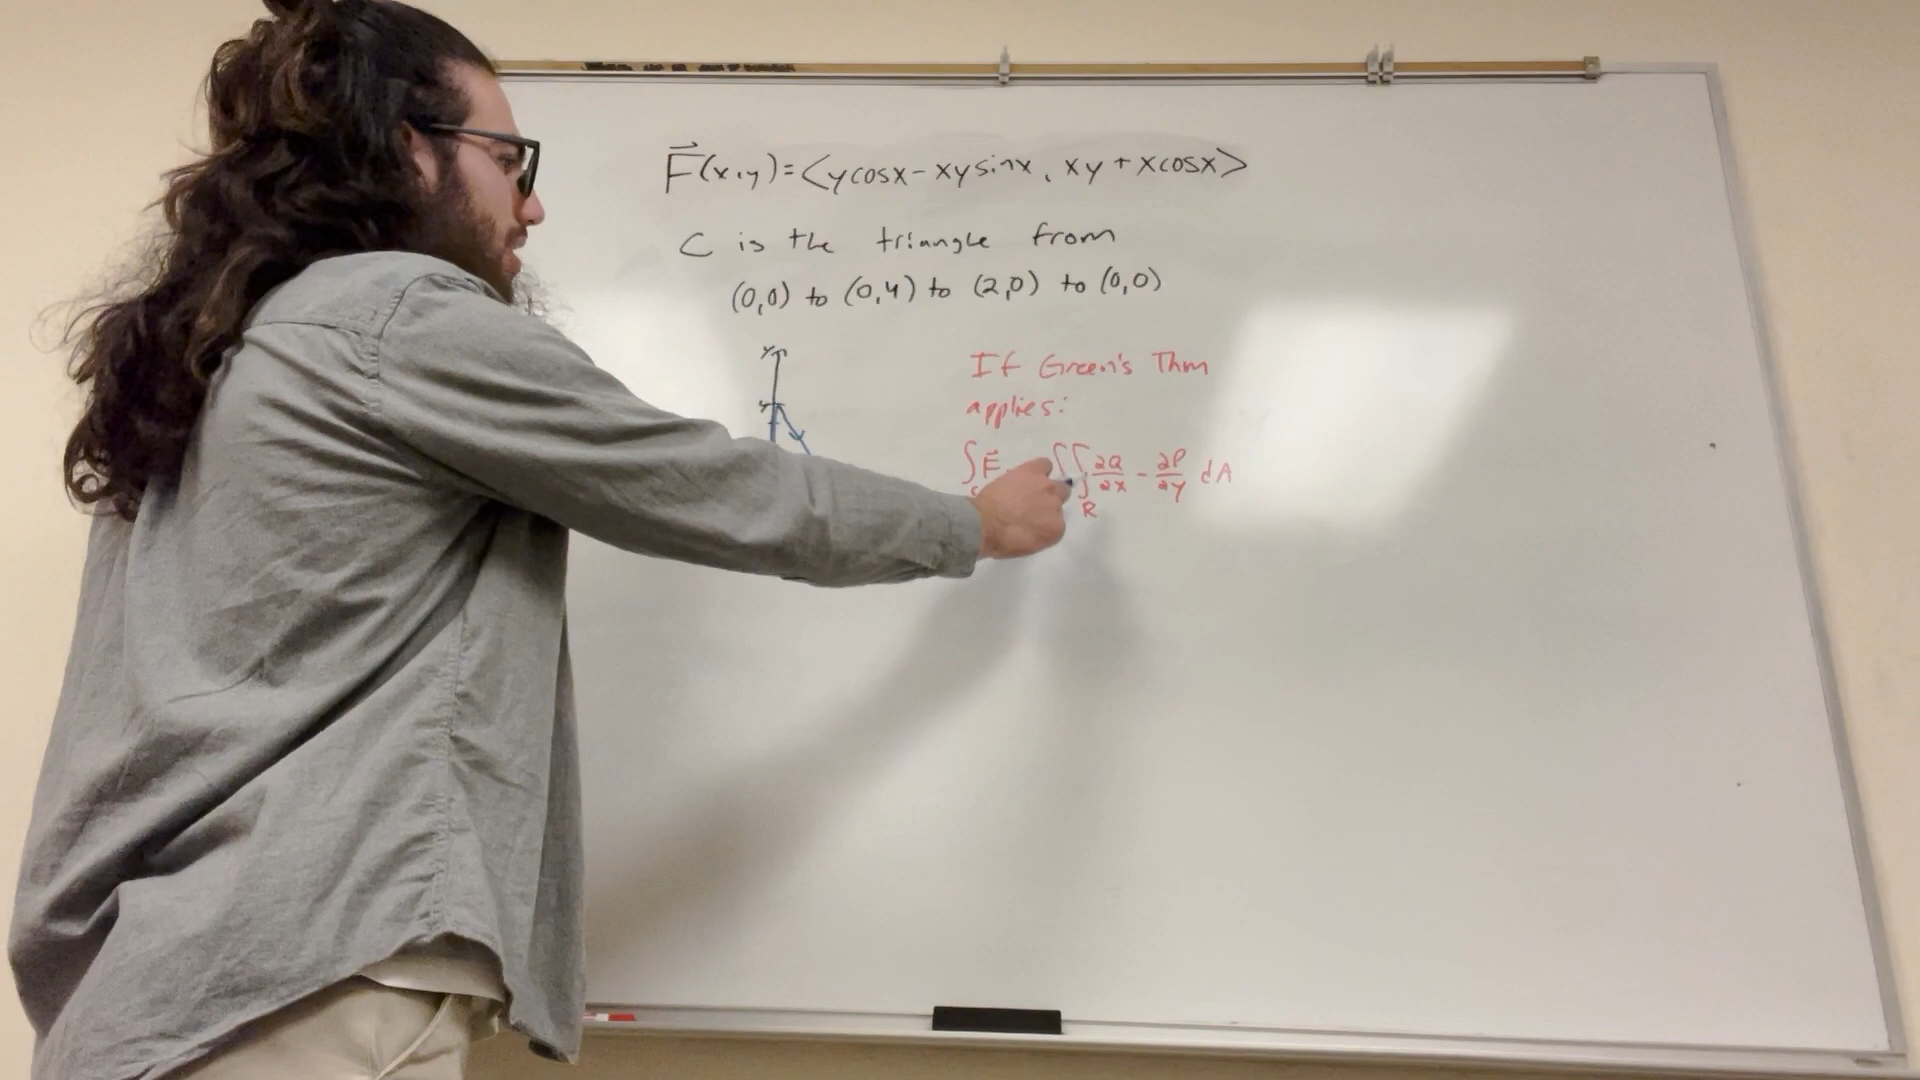 F⃗(x,y)=<ycosx-xysinx, xy+xcosx>
C is the triangle from
(0,0) to (0,4) to (2,0) to (0,0)
y
4
If Green's Thm
applies:
∫ F⃗ ∫∫ ∂Q/∂x - ∂P/∂y dA
R